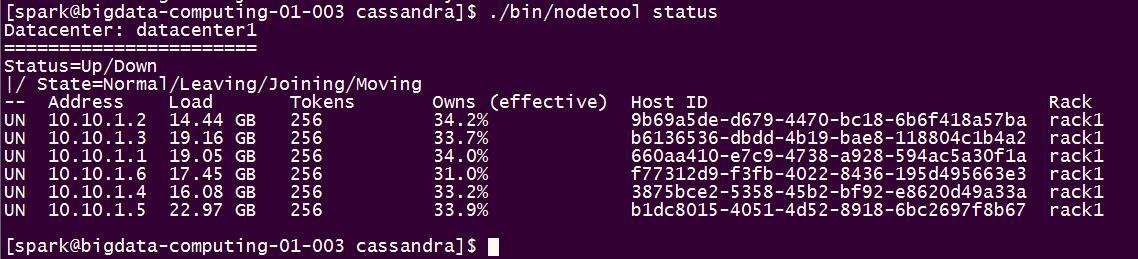 [spark@bigdata-computing-01-003 cassandra]$ ./bin/nodetool status
Datacenter: datacenter1
=======================
Status=Up/Down
|/ State=Normal/Leaving/Joining/Moving
--  Address    Load      Tokens      Owns (effective)  Host ID                               Rack
UN  10.10.1.2  14.44 GB  256         34.2%             9b69a5de-d679-4470-bc18-6b6f418a57ba  rack1
UN  10.10.1.3  19.16 GB  256         33.7%             b6136536-dbdd-4b19-bae8-118804c1b4a2  rack1
UN  10.10.1.1  19.05 GB  256         34.0%             660aa410-e7c9-4738-a928-594ac5a30f1a  rack1
UN  10.10.1.6  17.45 GB  256         31.0%             f77312d9-f3fb-4022-8436-195d495663e3  rack1
UN  10.10.1.4  16.08 GB  256         33.2%             3875bce2-5358-45b2-bf92-e8620d49a33a  rack1
UN  10.10.1.5  22.97 GB  256         33.9%             b1dc8015-4051-4d52-8918-6bc2697f8b67  rack1
[spark@bigdata-computing-01-003 cassandra]$